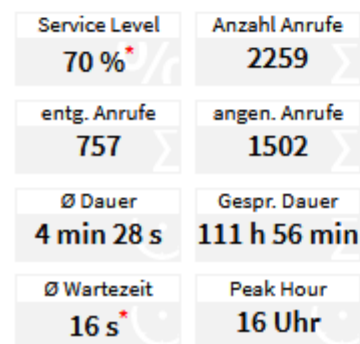 Service Level
70 %*
Anzahl Anrufe
2259
entg. Anrufe
757
angen. Anrufe
1502
Ø Dauer
4 min 28 s
Gespr. Dauer
111 h 56 min
Ø Wartezeit
16 s*
Peak Hour
16 Uhr